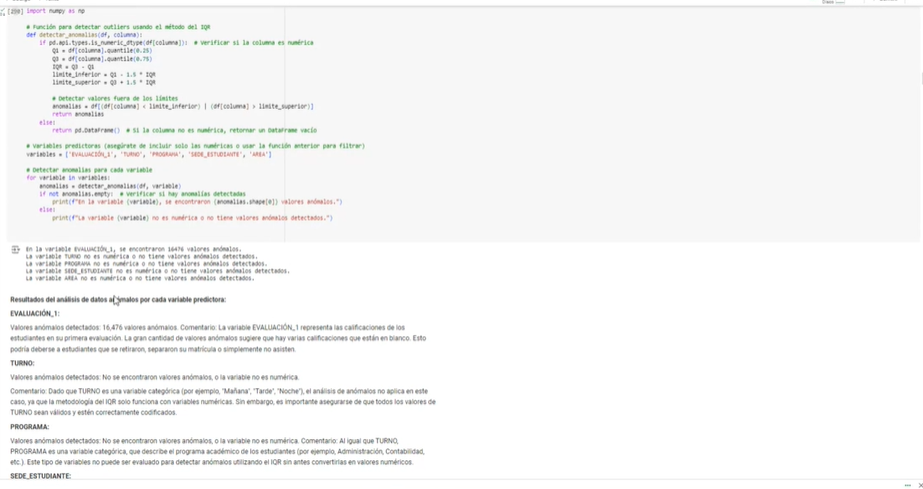 import numpy as np
# Función para detectar outliers usando el método del IQR
def detectar_anomalias(df, columna):
if pd.api.types.is_numeric_dtype(df[columna]): # Verificar si la columna es numérica
Q1 = df[columna].quantile(0.25)
Q3 = df[columna].quantile(0.75)
IQR = Q3 - Q1
limite_inferior = Q1 - 1.5 * IQR
limite_superior = Q3 + 1.5 * IQR
# Detectar valores fuera de los límites
anomalias = df[(df[columna] < limite_inferior) | (df[columna] > limite_superior)]
return anomalias
else:
return pd.DataFrame() # Si la columna no es numérica, retornar un DataFrame vacío
# Variables predictoras (asegúrate de incluir solo las numéricas o usar la función anterior para filtrar)
variables = ['EVALUACIÓN_1', 'TURNO', 'PROGRAMA', 'SEDE_ESTUDIANTE', 'AREA']
# Detectar anomalías para cada variable
for variable in variables:
anomalias = detectar_anomalias(df, variable)
if not anomalias.empty: # Verificar si hay anomalías detectadas
print(f"En la variable {variable}, se encontraron {anomalias.shape[0]} valores anómalos.")
else:
print(f"La variable {variable} no es numérica o no tiene valores anómalos detectados.")
En la variable EVALUACIÓN_1, se encontraron 16476 valores anómalos.
La variable TURNO no es numérica o no tiene valores anómalos detectados.
La variable PROGRAMA no es numérica o no tiene valores anómalos detectados.
La variable SEDE_ESTUDIANTE no es numérica o no tiene valores anómalos detectados.
La variable AREA no es numérica o no tiene valores anómalos detectados.
Resultados del análisis de datos anómalos por cada variable predictora:
EVALUACIÓN_1:
Valores anómalos detectados: 16,476 valores anómalos. Comentario: La variable EVALUACIÓN_1 representa las calificaciones de los
estudiantes en su primera evaluación. La gran cantidad de valores anómalos sugiere que hay varias calificaciones que están en blanco. Esto
podría deberse a estudiantes que se retiraron, separaron su matrícula o simplemente no asisten.
TURNO:
Valores anómalos detectados: No se encontraron valores anómalos, o la variable no es numérica.
Comentario: Dado que TURNO es una variable categórica (por ejemplo, "Mañana", "Tarde", "Noche"), el análisis de anómalos no aplica en este
caso, ya que la metodología del IQR solo funciona con variables numéricas. Sin embargo, es importante asegurarse de que todos los valores de
TURNO sean válidos y estén correctamente codificados.
PROGRAMA:
Valores anómalos detectados: No se encontraron valores anómalos, o la variable no es numérica. Comentario: Al igual que TURNO,
PROGRAMA es una variable categórica, que describe el programa académico de los estudiantes (por ejemplo, Administración, Contabilidad,
etc.). Este tipo de variables no puede ser evaluado para detectar anómalos utilizando el IQR sin antes convertirlas en valores numéricos.
SEDE_ESTUDIANTE: